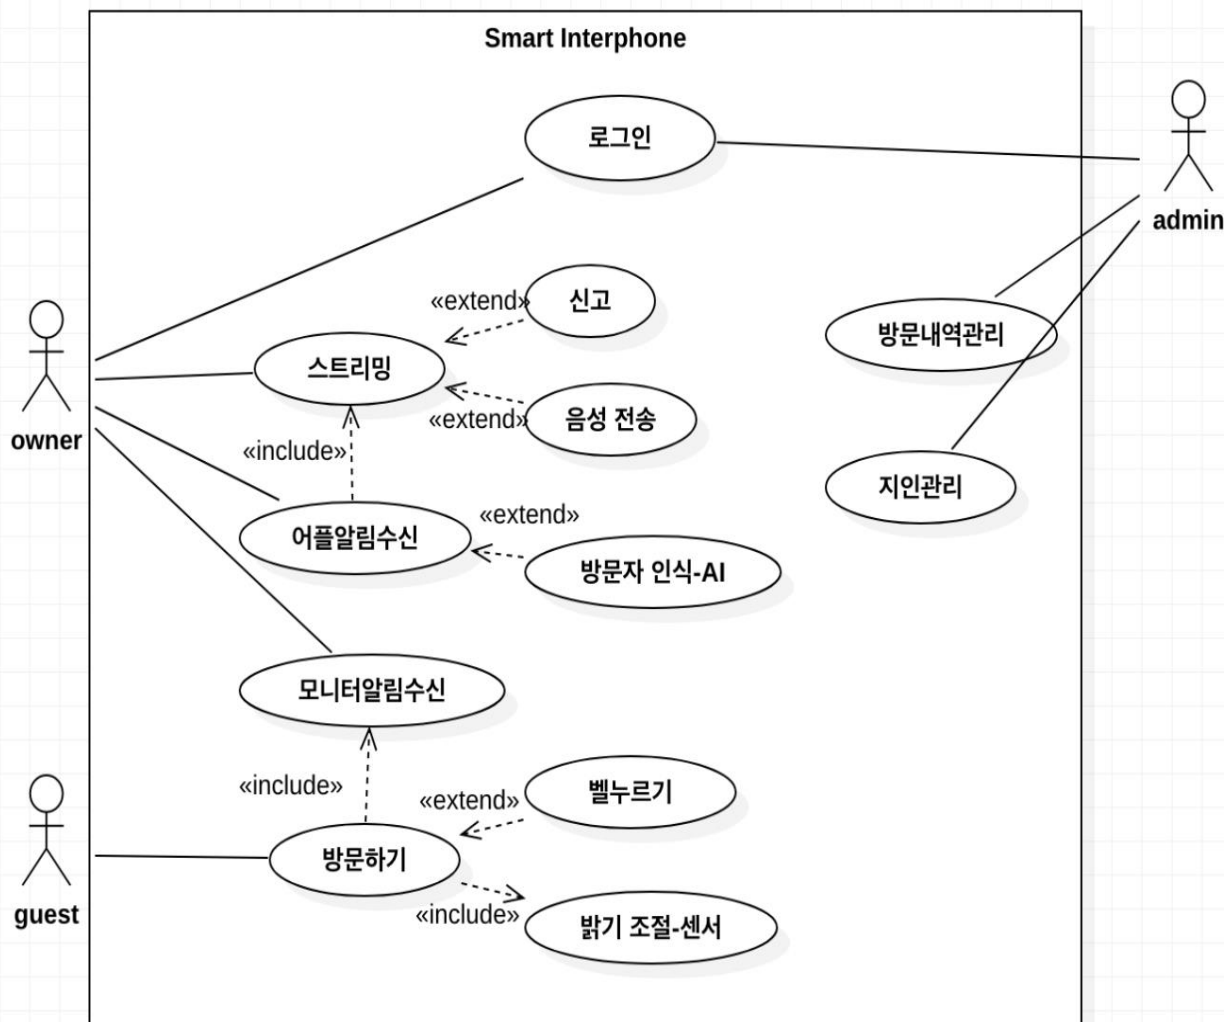 Smart Interphone
로그인
admin
«extend»
신고
방문내역관리
스트리밍
«extend»
음성 전송
owner
«include»
지인관리
«extend»
어플알림수신
방문자 인식-AI
모니터알림수신
«include»
«extend»
벨누르기
방문하기
guest
«include»
밝기 조절-센서